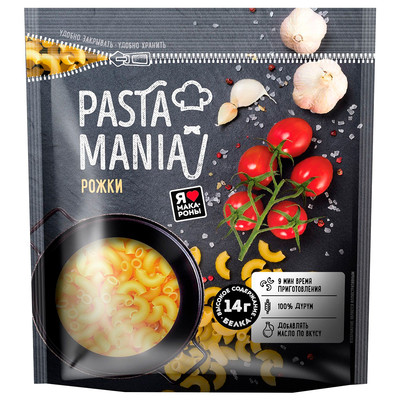 УДОБНО ЗАКРЫВАТЬ • УДОБНО ХРАНИТЬ
PASTA
MANIA
РОЖКИ
Я
МАКА-
РОНЫ
ВЫСОКОЕ СОДЕРЖАНИЕ
14г
БЕЛКА
9 МИН ВРЕМЯ
ПРИГОТОВЛЕНИЯ
100% ДУРУМ
ДОБАВЛЯТЬ
МАСЛО ПО ВКУСУ